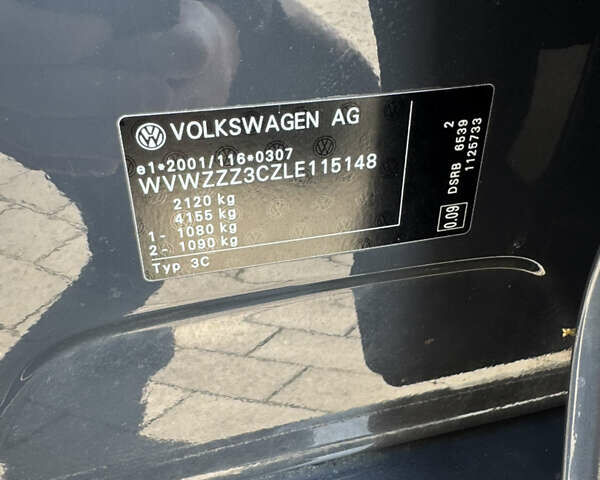 VOLKSWAGEN AG
e1*2001/116*0307
WVWZZZ3CZLE115148
2120 kg
4155 kg
1- 1080 kg
2- 1090 kg
Typ 3C
0.09
DSRB 6539 2
1125733